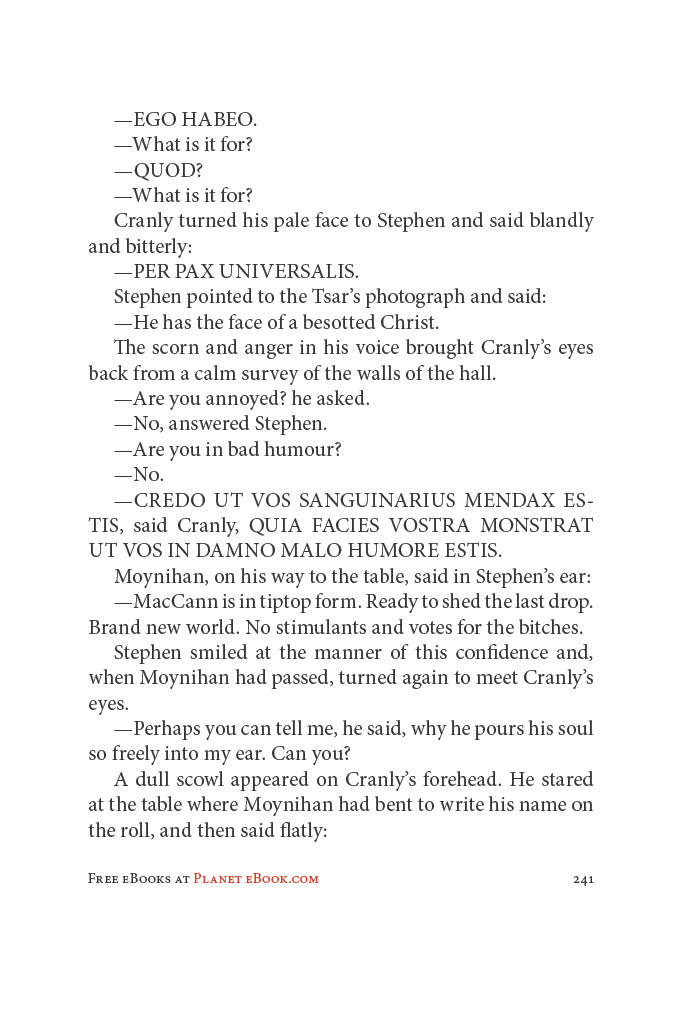 —EGO HABEO.
—What is it for?
—QUOD?
—What is it for?
Cranly turned his pale face to Stephen and said blandly
and bitterly:
—PER PAX UNIVERSALIS.
Stephen pointed to the Tsar’s photograph and said:
—He has the face of a besotted Christ.
The scorn and anger in his voice brought Cranly’s eyes
back from a calm survey of the walls of the hall.
—Are you annoyed? he asked.
—No, answered Stephen.
—Are you in bad humour?
—No.
—CREDO UT VOS SANGUINARIUS MENDAX ES-
TIS, said Cranly, QUIA FACIES VOSTRA MONSTRAT
UT VOS IN DAMNO MALO HUMORE ESTIS.
Moynihan, on his way to the table, said in Stephen’s ear:
—MacCann is in tiptop form. Ready to shed the last drop.
Brand new world. No stimulants and votes for the bitches.
Stephen smiled at the manner of this confidence and,
when Moynihan had passed, turned again to meet Cranly’s
eyes.
—Perhaps you can tell me, he said, why he pours his soul
so freely into my ear. Can you?
A dull scowl appeared on Cranly’s forehead. He stared
at the table where Moynihan had bent to write his name on
the roll, and then said flatly:
Free eBooks at Planet eBook.com 241